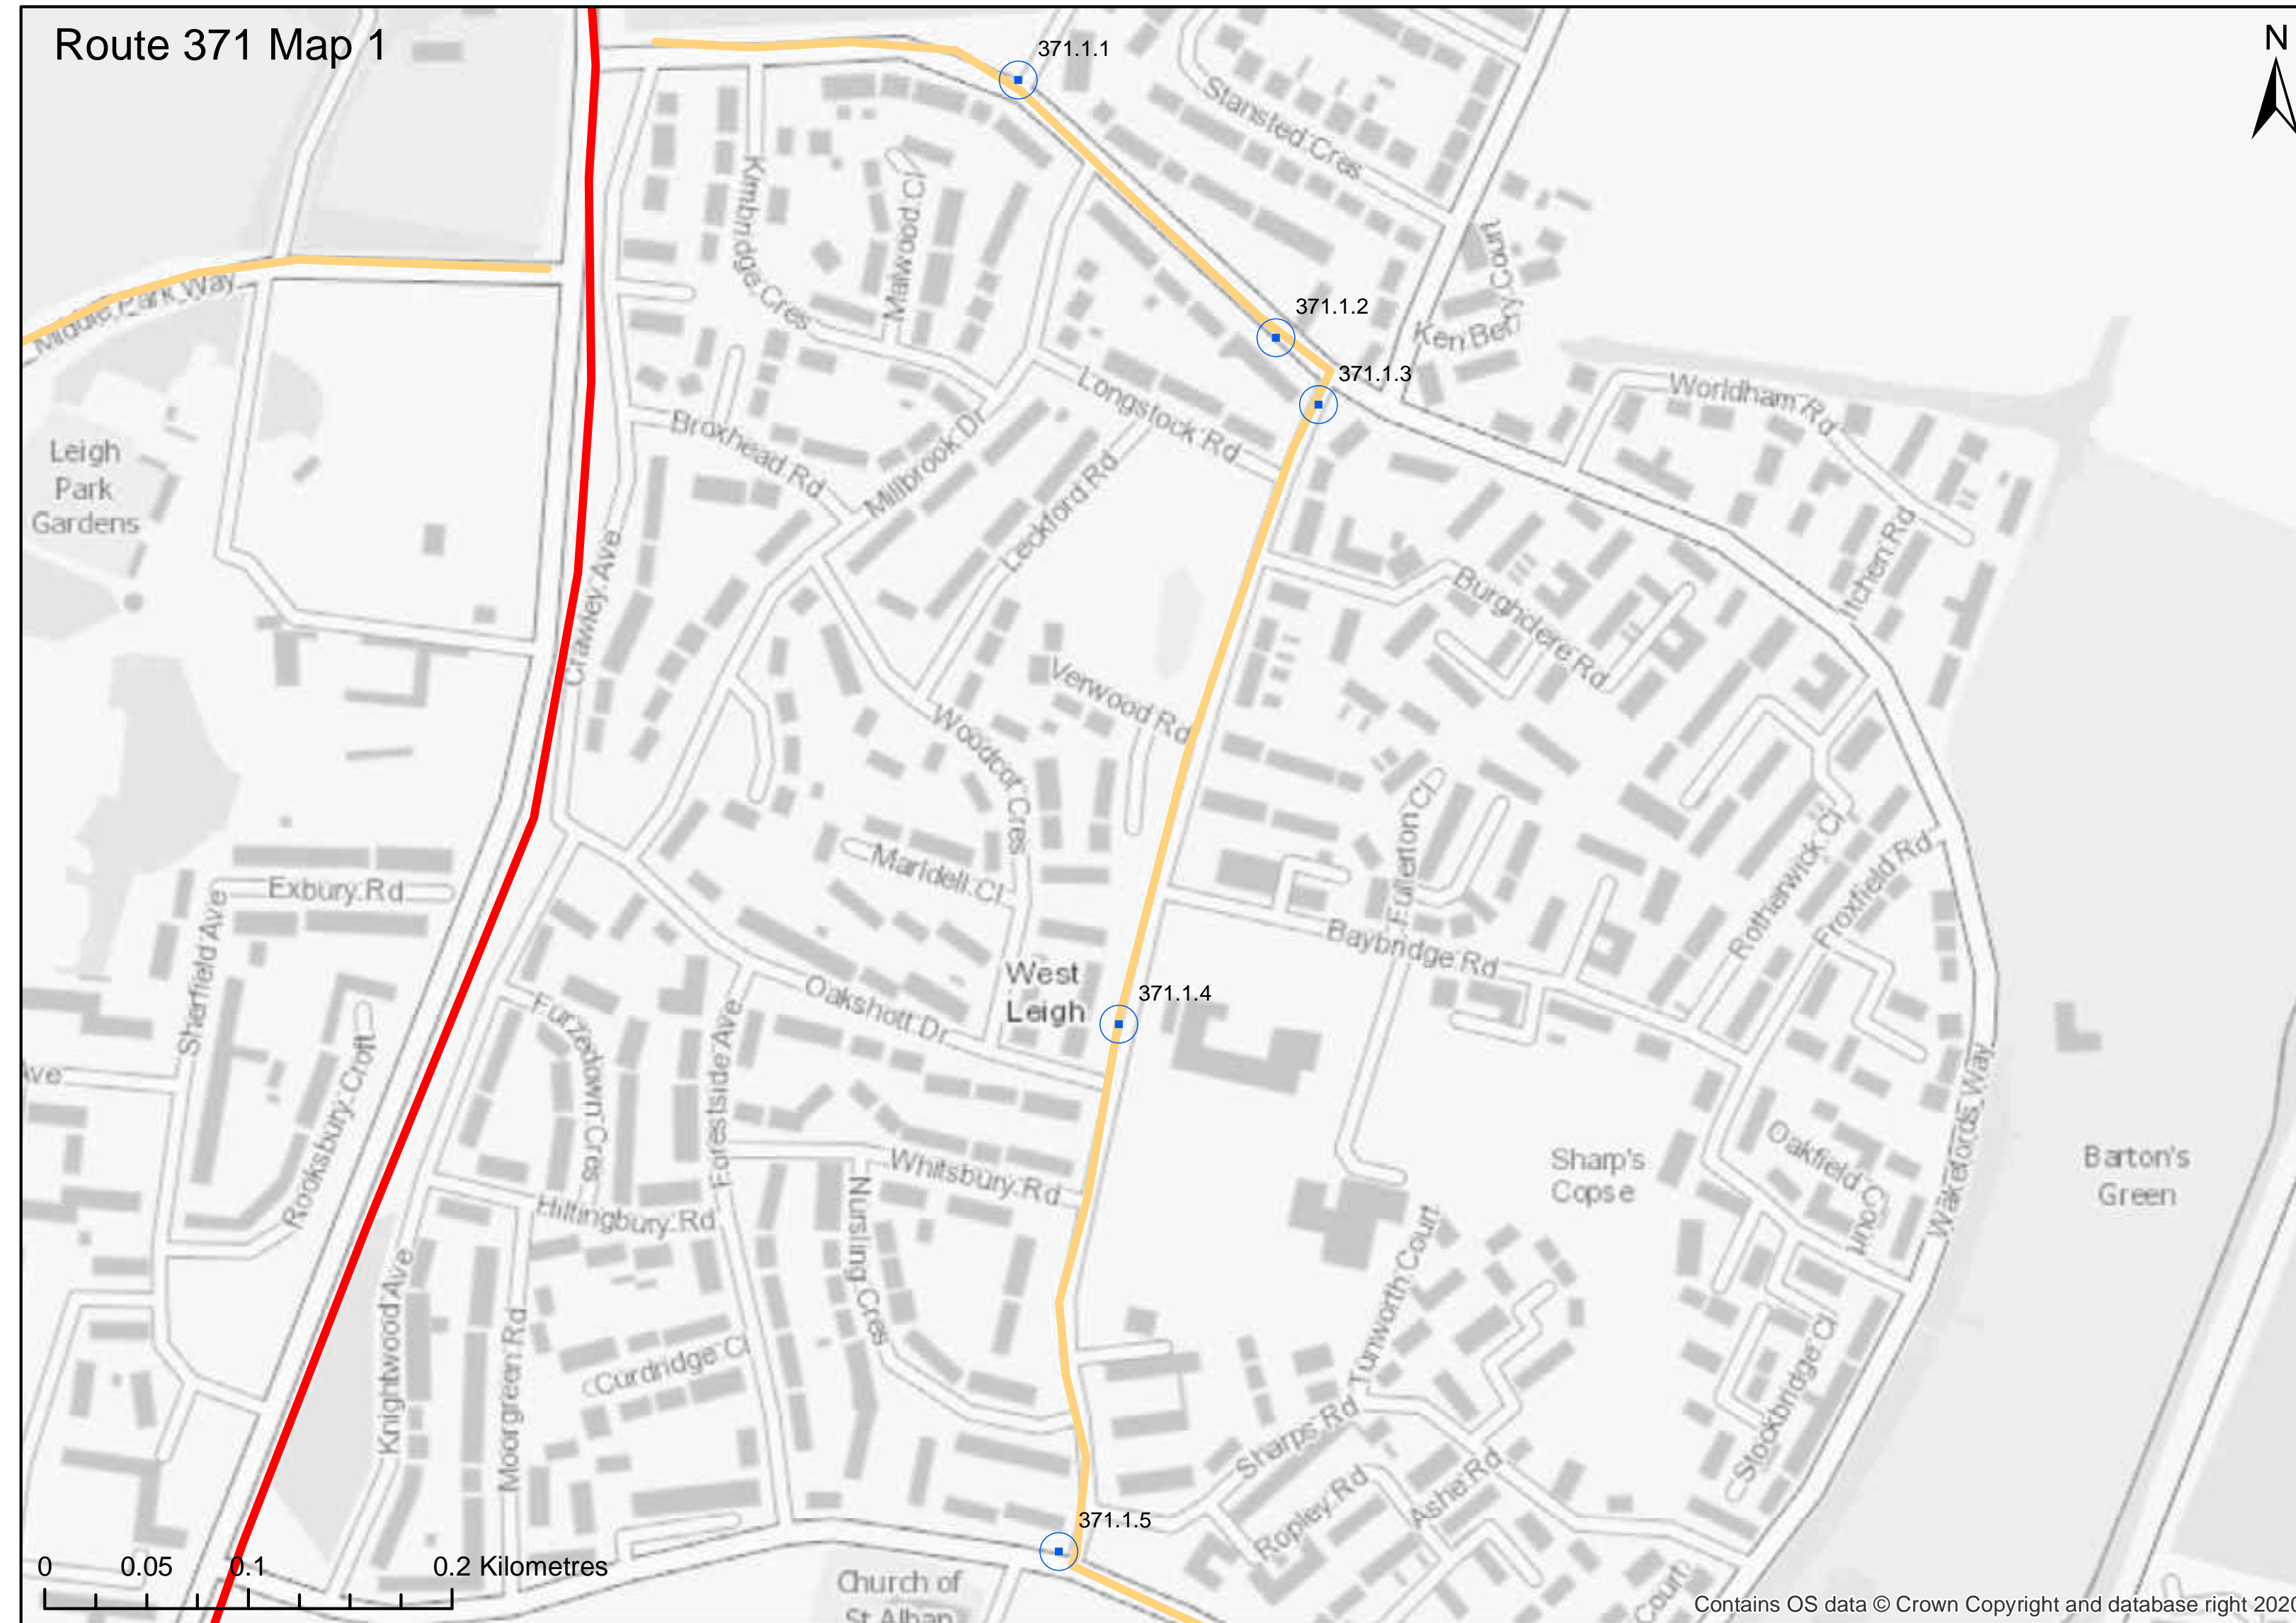 Route 371 Map 1
N
371.1.1
Stansted Cres
Kimbridge Cres
Malwood Cl
371.1.2
Middle Park Way
371.1.3
Longstock Rd
Worldham Rd
Broxhead Rd
Millbrook Dr
Leckford Rd
Leigh
Park
Gardens
Crawley Ave
Itchen Rd
Burghclere Rd
Verwood Rd
Woodcot Cres
Fullerton Cl
Rotherwick Cl
Froxfield Rd
Marldell Cl
Exbury Rd
Sherfield Ave
Baybridge Rd
West
Leigh
371.1.4
Oakshott Dr
Furzedown Cres
Forestside Ave
Rooksbury Croft
Ave
Whitsbury Rd
Wakefords Way
Oakfield Court
Sharp's
Copse
Barton's
Green
Hiltingbury Rd
Nursling Cres
Knightwood Ave
Moorgreen Rd
Curdridge Cl
Tunworth Court
Stockbridge Cl
Sharps Rd
Ropley Rd
Ashe Rd
371.1.5
Court
Church of
St Alban
0 0.05 0.1 0.2 Kilometres
Contains OS data © Crown Copyright and database right 202